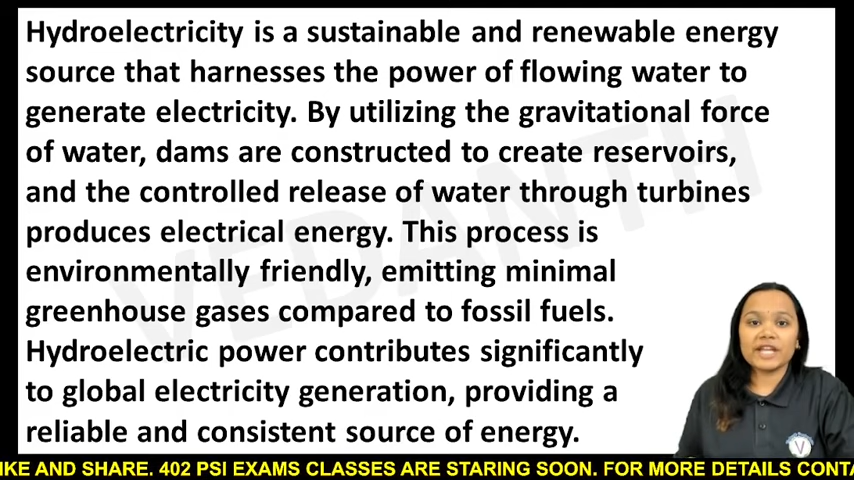 Hydroelectricity is a sustainable and renewable energy
source that harnesses the power of flowing water to
generate electricity. By utilizing the gravitational force
of water, dams are constructed to create reservoirs,
and the controlled release of water through turbines
produces electrical energy. This process is
environmentally friendly, emitting minimal
greenhouse gases compared to fossil fuels.
Hydroelectric power contributes significantly
to global electricity generation, providing a
reliable and consistent source of energy.
VEDANTH
V
IKE AND SHARE. 402 PSI EXAMS CLASSES ARE STARING SOON. FOR MORE DETAILS CONTA